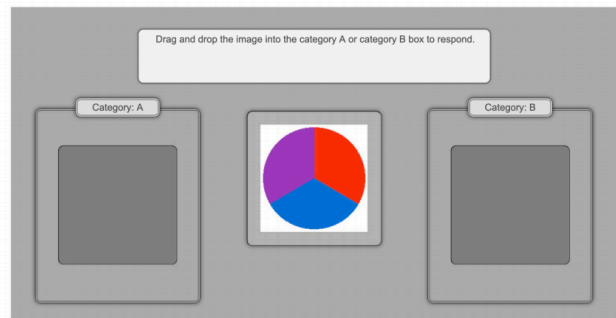 Drag and drop the image into the category A or category B box to respond.
Category: A
Category: B